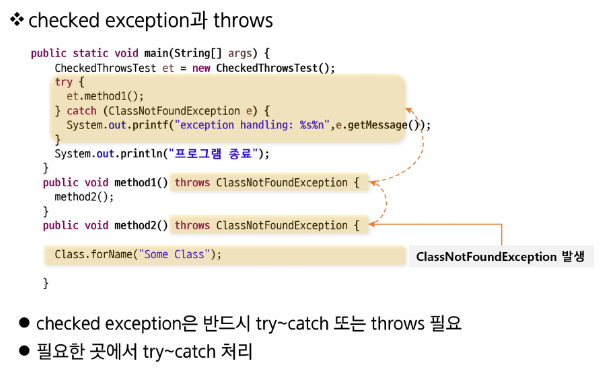 ❖ checked exception과 throws
public static void main(String[] args) {
CheckedThrowsTest et = new CheckedThrowsTest();
try {
et.method1();
} catch (ClassNotFoundException e) {
System.out.printf("exception handling: %s%n",e.getMessage());
}
System.out.println("프로그램 종료");
}
public void method1() throws ClassNotFoundException {
method2();
}
public void method2() throws ClassNotFoundException {
Class.forName("Some Class");
ClassNotFoundException 발생
}
● checked exception은 반드시 try~catch 또는 throws 필요
● 필요한 곳에서 try~catch 처리